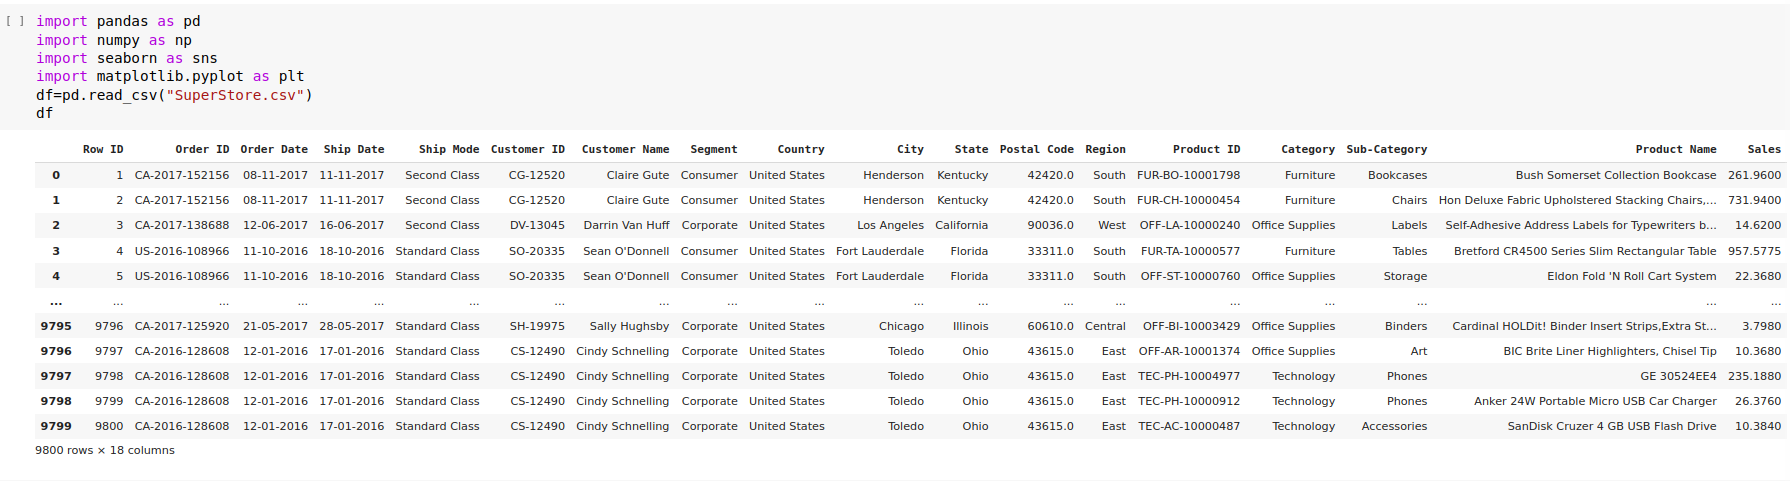 [ ] import pandas as pd
import numpy as np
import seaborn as sns
import matplotlib.pyplot as plt
df=pd.read_csv("SuperStore.csv")
df
Row ID Order ID Order Date Ship Date Ship Mode Customer ID Customer Name Segment Country City State Postal Code Region Product ID Category Sub-Category Product Name Sales
0 1 CA-2017-152156 08-11-2017 11-11-2017 Second Class CG-12520 Claire Gute Consumer United States Henderson Kentucky 42420.0 South FUR-BO-10001798 Furniture Bookcases Bush Somerset Collection Bookcase 261.9600
1 2 CA-2017-152156 08-11-2017 11-11-2017 Second Class CG-12520 Claire Gute Consumer United States Henderson Kentucky 42420.0 South FUR-CH-10000454 Furniture Chairs Hon Deluxe Fabric Upholstered Stacking Chairs,... 731.9400
2 3 CA-2017-138688 12-06-2017 16-06-2017 Second Class DV-13045 Darrin Van Huff Corporate United States Los Angeles California 90036.0 West OFF-LA-10000240 Office Supplies Labels Self-Adhesive Address Labels for Typewriters b... 14.6200
3 4 US-2016-108966 11-10-2016 18-10-2016 Standard Class SO-20335 Sean O'Donnell Consumer United States Fort Lauderdale Florida 33311.0 South FUR-TA-10000577 Furniture Tables Bretford CR4500 Series Slim Rectangular Table 957.5775
4 5 US-2016-108966 11-10-2016 18-10-2016 Standard Class SO-20335 Sean O'Donnell Consumer United States Fort Lauderdale Florida 33311.0 South OFF-ST-10000760 Office Supplies Storage Eldon Fold 'N Roll Cart System 22.3680
... ... ... ... ... ... ... ... ... ... ... ... ... ... ... ... ... ... ...
9795 9796 CA-2017-125920 21-05-2017 28-05-2017 Standard Class SH-19975 Sally Hughsby Corporate United States Chicago Illinois 60610.0 Central OFF-BI-10003429 Office Supplies Binders Cardinal HOLDit! Binder Insert Strips,Extra St... 3.7980
9796 9797 CA-2016-128608 12-01-2016 17-01-2016 Standard Class CS-12490 Cindy Schnelling Corporate United States Toledo Ohio 43615.0 East OFF-AR-10001374 Office Supplies Art BIC Brite Liner Highlighters, Chisel Tip 10.3680
9797 9798 CA-2016-128608 12-01-2016 17-01-2016 Standard Class CS-12490 Cindy Schnelling Corporate United States Toledo Ohio 43615.0 East TEC-PH-10004977 Technology Phones GE 30524EE4 235.1880
9798 9799 CA-2016-128608 12-01-2016 17-01-2016 Standard Class CS-12490 Cindy Schnelling Corporate United States Toledo Ohio 43615.0 East TEC-PH-10000912 Technology Phones Anker 24W Portable Micro USB Car Charger 26.3760
9799 9800 CA-2016-128608 12-01-2016 17-01-2016 Standard Class CS-12490 Cindy Schnelling Corporate United States Toledo Ohio 43615.0 East TEC-AC-10000487 Technology Accessories SanDisk Cruzer 4 GB USB Flash Drive 10.3840
9800 rows × 18 columns